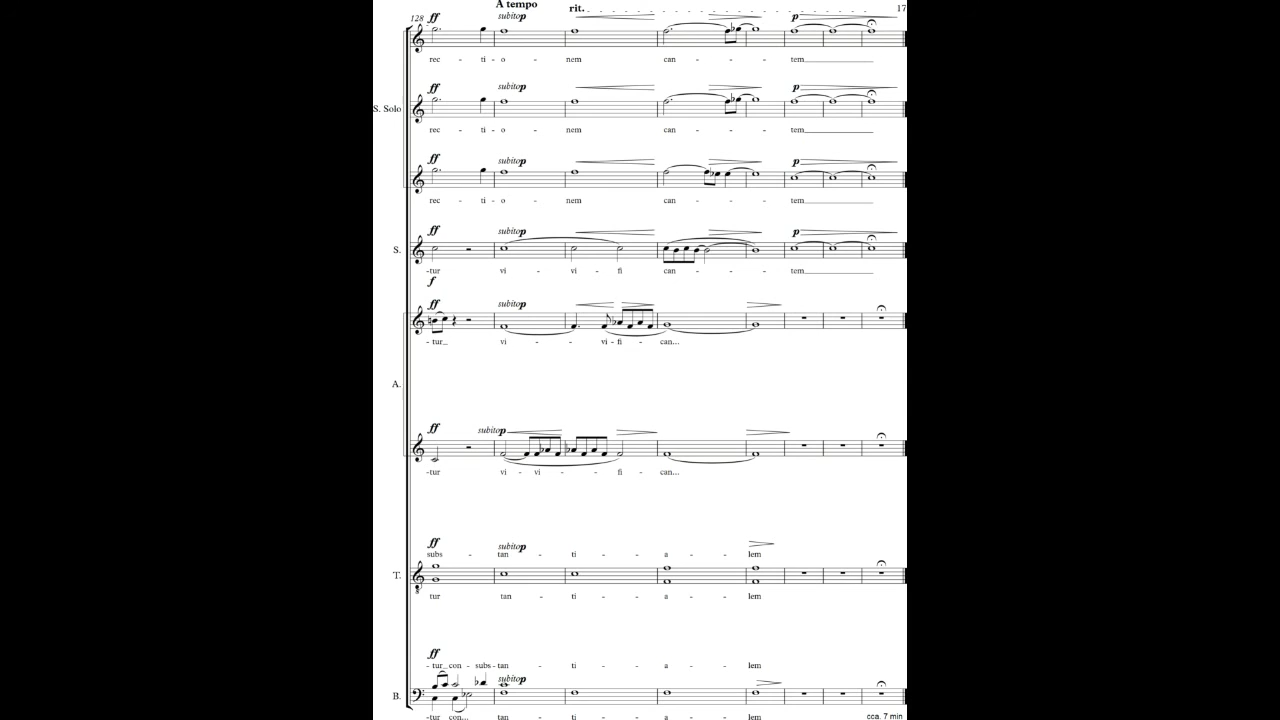 A tempo
rit. 17
128 ff subito p
rec - ti - o - nem can - tem
ff subito p p
S. Solo
rec - ti - o - nem can - tem
ff subito p p
rec - ti - o - nem can - tem
ff subito p p
S.
-tur vi - vi - fi can - tem
f
ff subito p
- tur_ vi - vi - fi - can...
A.
ff subito p
-tur vi - vi - fi - can...
ff subito p
subs - tan - ti - a - lem
T.
8
tur tan - ti - a - lem
ff
- tur_ con - subs - tan ti - a - lem
subito p
B.
-tur con... tan - ti - a - lem
cca. 7 min